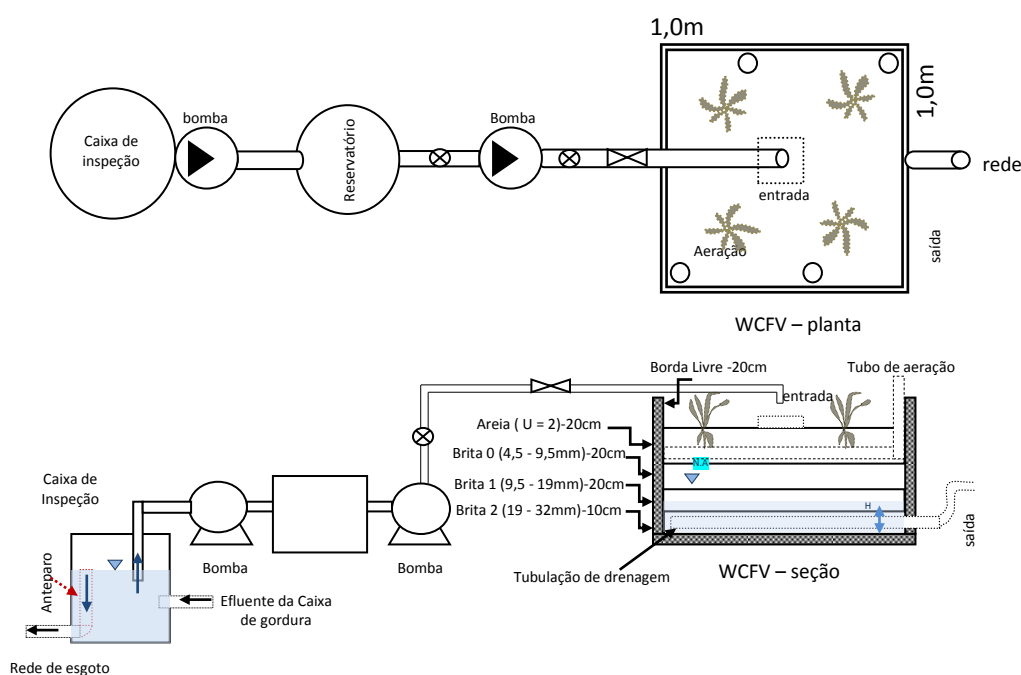 1,0m
1,0m
Caixa de
inspeção
bomba
Reservatório
Bomba
entrada
rede
saída
Aeração
WCFV – planta
Borda Livre -20cm
Tubo de aeração
entrada
Areia ( U = 2)-20cm
Brita 0 (4,5 - 9,5mm)-20cm
N.A
Brita 1 (9,5 - 19mm)-20cm
Brita 2 (19 - 32mm)-10cm
H
saída
Tubulação de drenagem
WCFV – seção
Caixa de
Inspeção
Bomba
Bomba
Anteparo
Efluente da Caixa
de gordura
Rede de esgoto